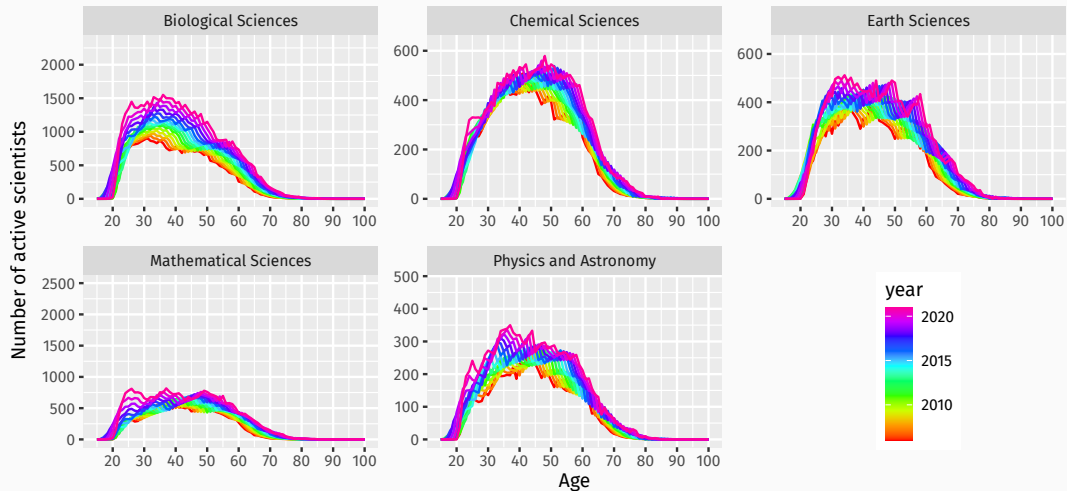 Biological Sciences
Chemical Sciences
Earth Sciences
2000
1500
1000
500
0
20 30 40 50 60 70 80 90 100
600
400
200
0
20 30 40 50 60 70 80 90 100
600
400
200
0
20 30 40 50 60 70 80 90 100
Number of active scientists
Mathematical Sciences
Physics and Astronomy
2500
2000
1500
1000
500
0
20 30 40 50 60 70 80 90 100
500
400
300
200
100
0
20 30 40 50 60 70 80 90 100
Age
year
2020
2015
2010